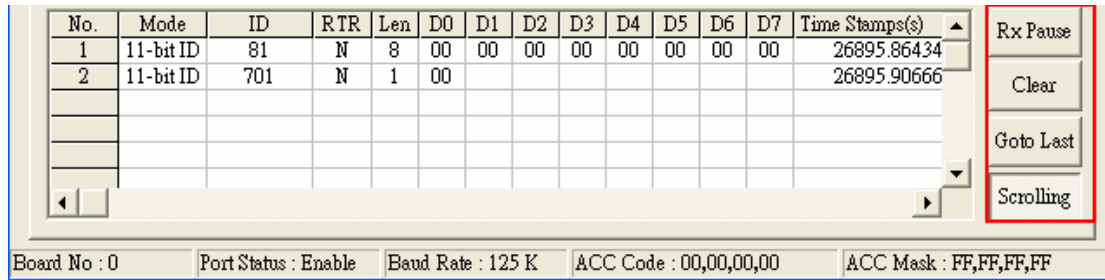 No. Mode ID RTR Len D0 D1 D2 D3 D4 D5 D6 D7 Time Stamps(s)
1 11-bit ID 81 N 8 00 00 00 00 00 00 00 00 26895.86434
2 11-bit ID 701 N 1 00 26895.90666
Rx Pause
Clear
Goto Last
Scrolling
Board No : 0 Port Status : Enable Baud Rate : 125 K ACC Code : 00,00,00,00 ACC Mask : FF,FF,FF,FF